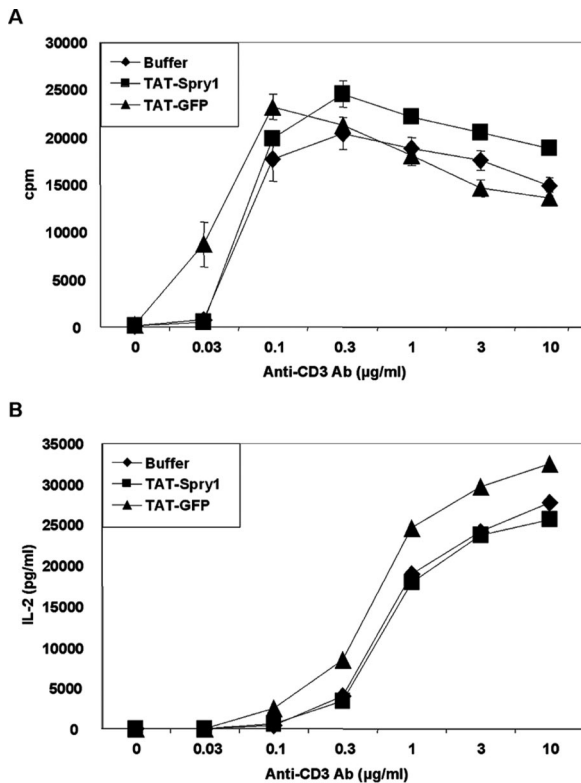 A
30000
25000
20000
15000
10000
5000
0
cpm
Buffer
TAT-Spry1
TAT-GFP
0 0.03 0.1 0.3 1 3 10
Anti-CD3 Ab (µg/ml)
B
35000
30000
25000
20000
15000
10000
5000
0
IL-2 (pg/ml)
Buffer
TAT-Spry1
TAT-GFP
0 0.03 0.1 0.3 1 3 10
Anti-CD3 Ab (µg/ml)